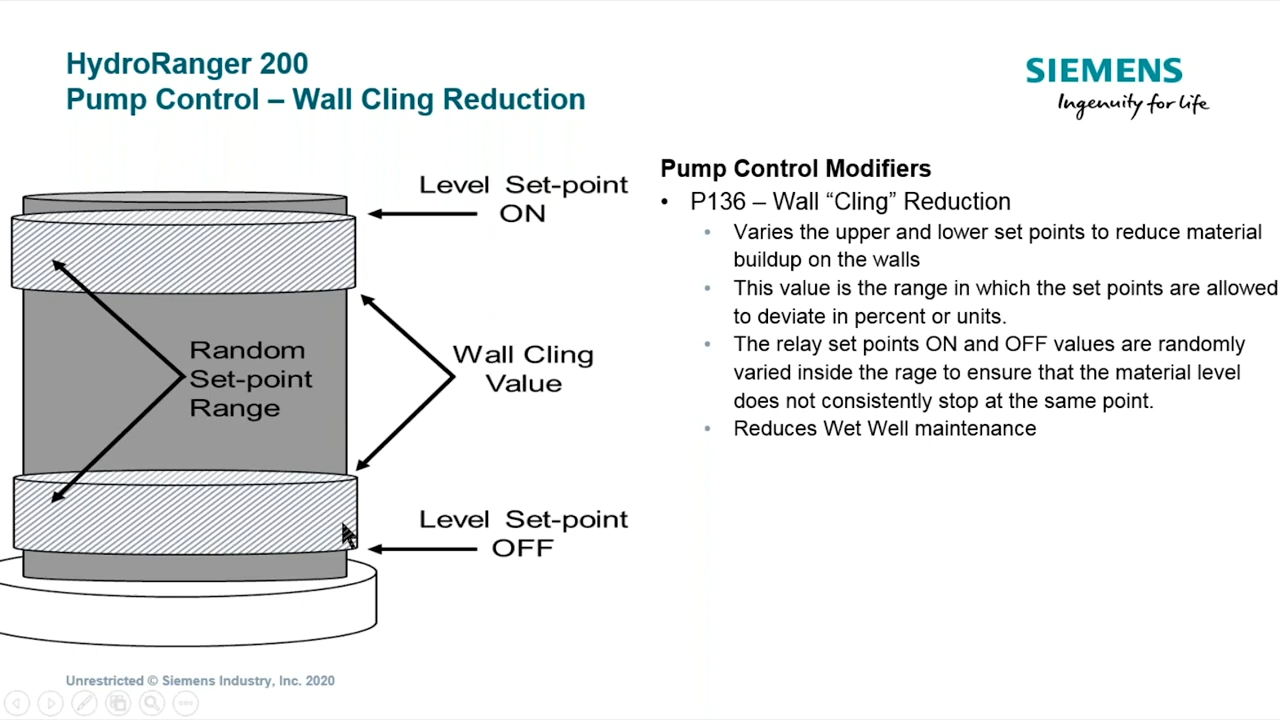 HydroRanger 200
Pump Control – Wall Cling Reduction
SIEMENS
Ingenuity for life
Level Set-point
ON
Random
Set-point
Range
Wall Cling
Value
Level Set-point
OFF
Pump Control Modifiers
• P136 – Wall “Cling” Reduction
• Varies the upper and lower set points to reduce material
buildup on the walls
• This value is the range in which the set points are allowed
to deviate in percent or units.
• The relay set points ON and OFF values are randomly
varied inside the rage to ensure that the material level
does not consistently stop at the same point.
• Reduces Wet Well maintenance
Unrestricted © Siemens Industry, Inc. 2020